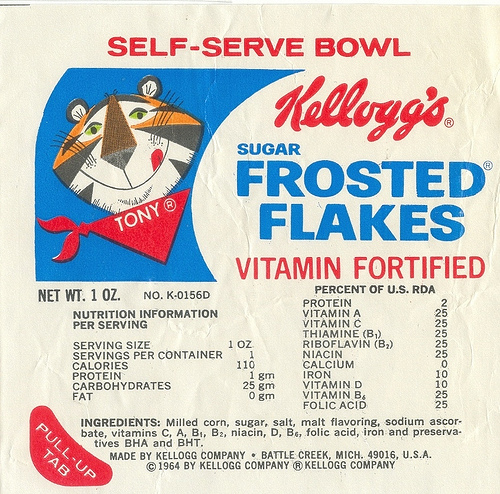 SELF-SERVE BOWL
Kellogg's®
SUGAR
FROSTED®
FLAKES
TONY®
VITAMIN FORTIFIED
NET WT. 1 OZ. NO. K-0156D
NUTRITION INFORMATION
PER SERVING
SERVING SIZE 1 OZ.
SERVINGS PER CONTAINER 1
CALORIES 110
PROTEIN 1 gm
CARBOHYDRATES 25 gm
FAT 0 gm
PERCENT OF U.S. RDA
PROTEIN 2
VITAMIN A 25
VITAMIN C 25
THIAMINE (B₁) 25
RIBOFLAVIN (B₂) 25
NIACIN 25
CALCIUM 0
IRON 10
VITAMIN D 10
VITAMIN B₆ 25
FOLIC ACID 25
INGREDIENTS: Milled corn, sugar, salt, malt flavoring, sodium ascor-
bate, vitamins C, A, B₁, B₂, niacin, D, B₆, folic acid, iron and preserva-
tives BHA and BHT.
MADE BY KELLOGG COMPANY • BATTLE CREEK, MICH. 49016, U.S.A.
© 1964 BY KELLOGG COMPANY ® KELLOGG COMPANY
PULL-UP
TAB